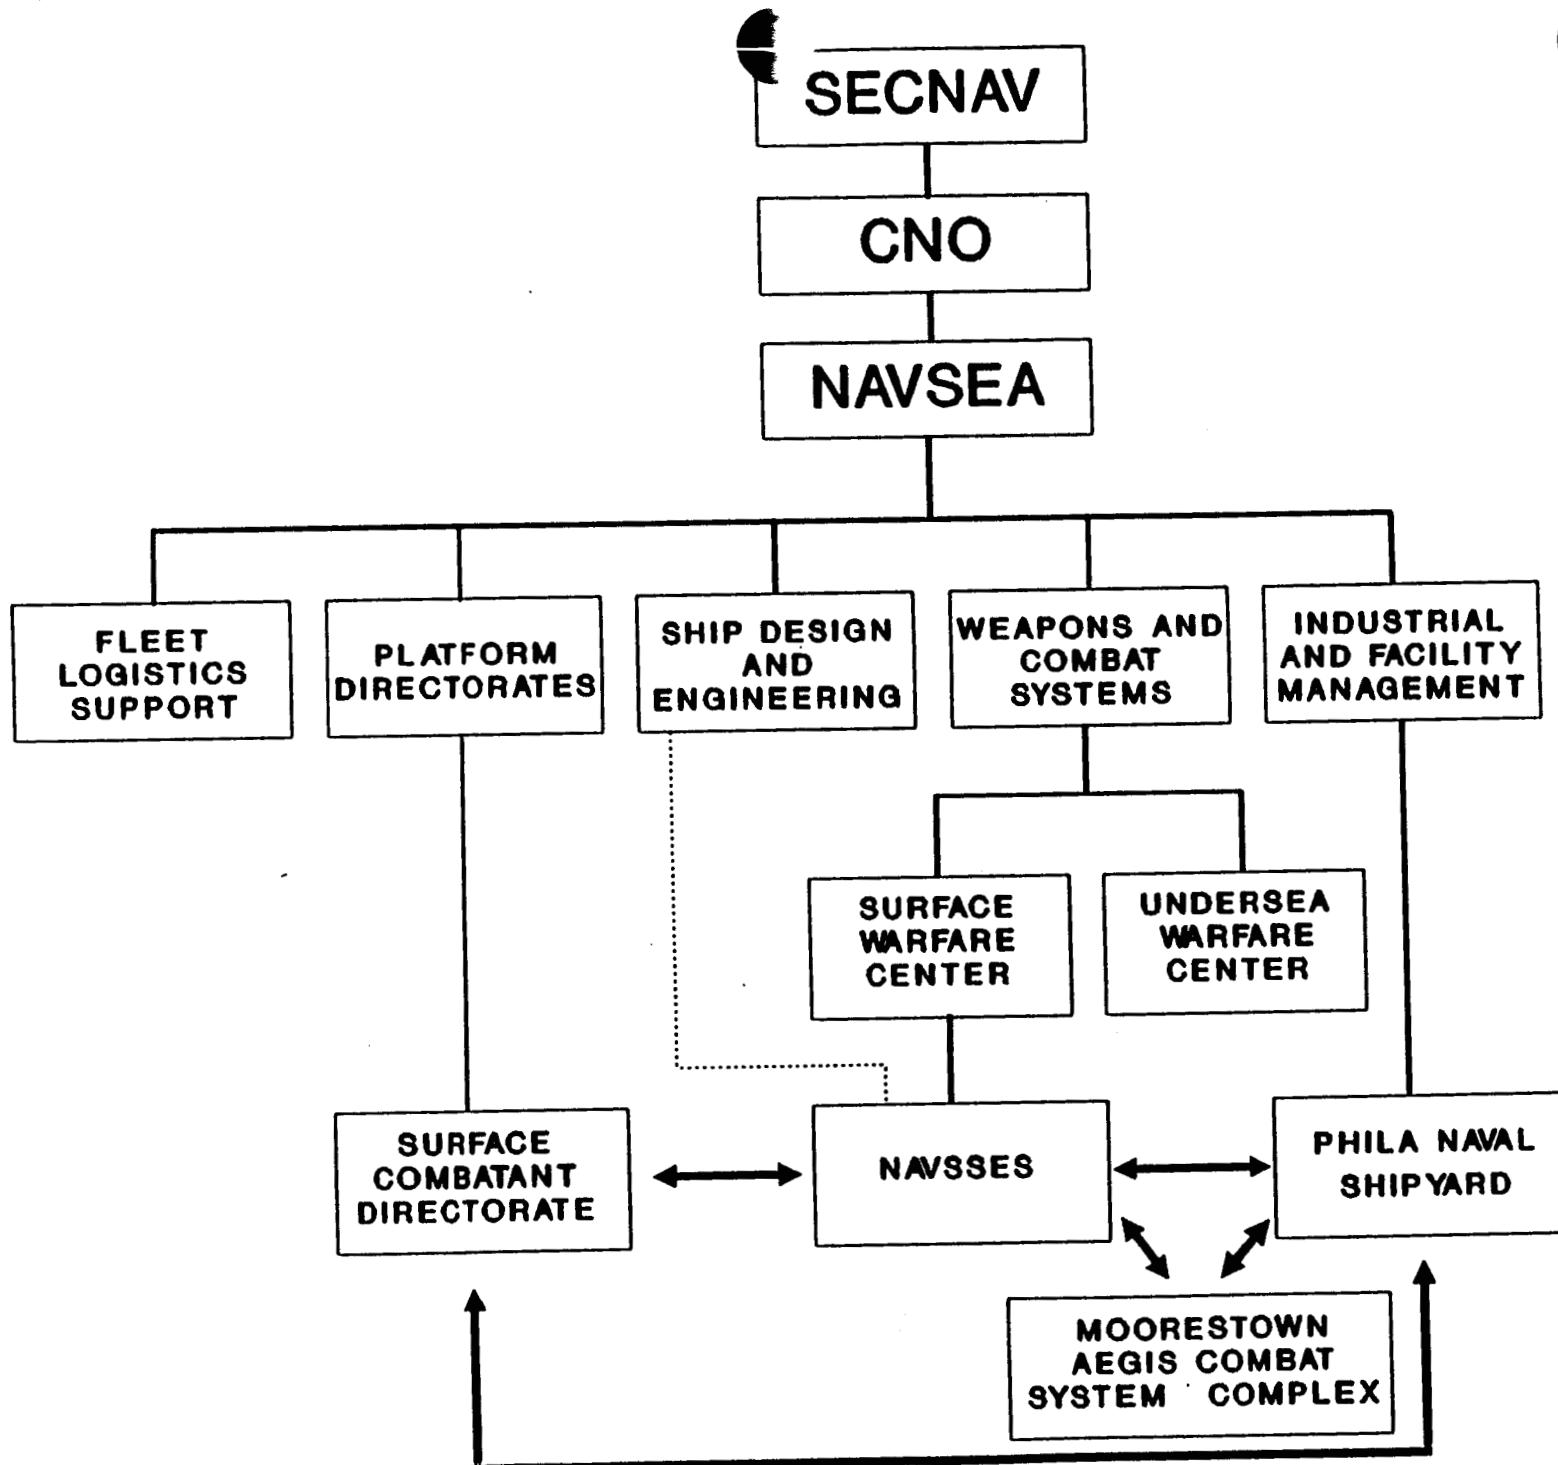 SECNAV
CNO
NAVSEA
FLEET
LOGISTICS
SUPPORT
PLATFORM
DIRECTORATES
SHIP DESIGN
AND
ENGINEERING
WEAPONS AND
COMBAT
SYSTEMS
INDUSTRIAL
AND FACILITY
MANAGEMENT
SURFACE
WARFARE
CENTER
UNDERSEA
WARFARE
CENTER
SURFACE
COMBATANT
DIRECTORATE
NAVSSES
PHILA NAVAL
SHIPYARD
MOORESTOWN
AEGIS COMBAT
SYSTEM COMPLEX